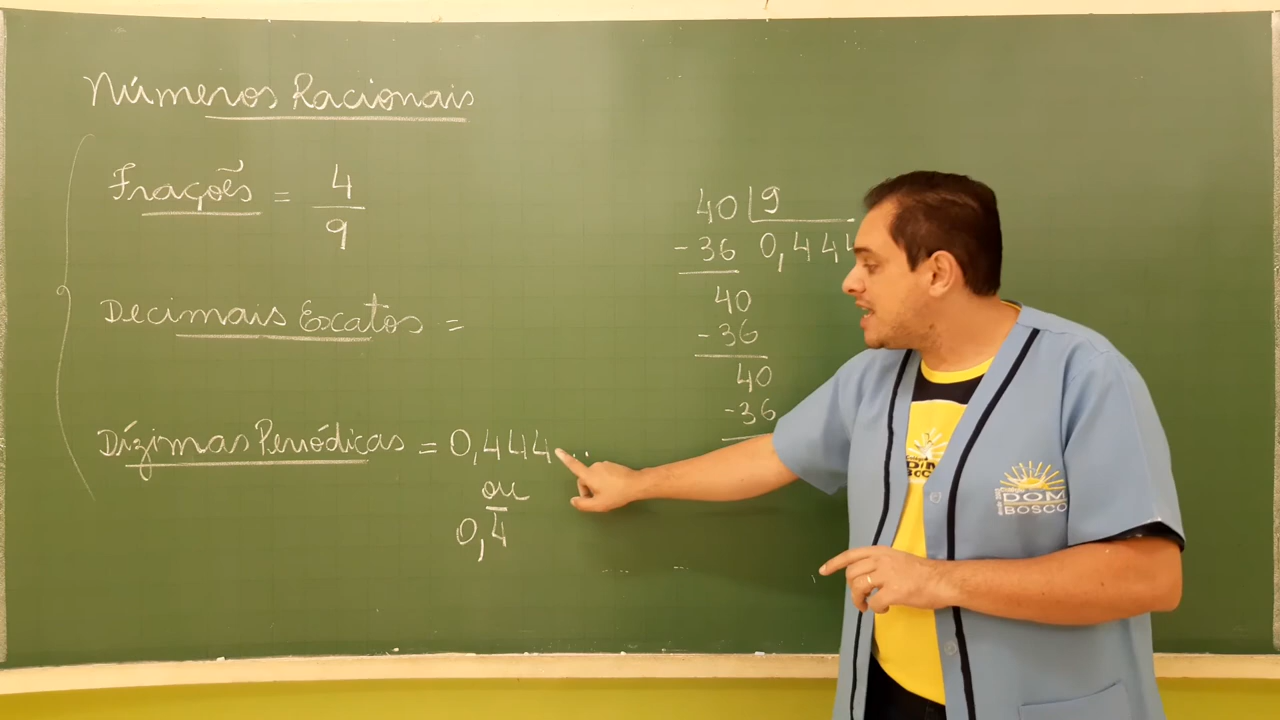 Números Racionais
Frações = 4/9
Decimais Exatos =
Dízimas Periódicas = 0,444...
ou
0,4̅
40 |9
-36 0,444
40
-36
40
-36
DOM
BOSCO